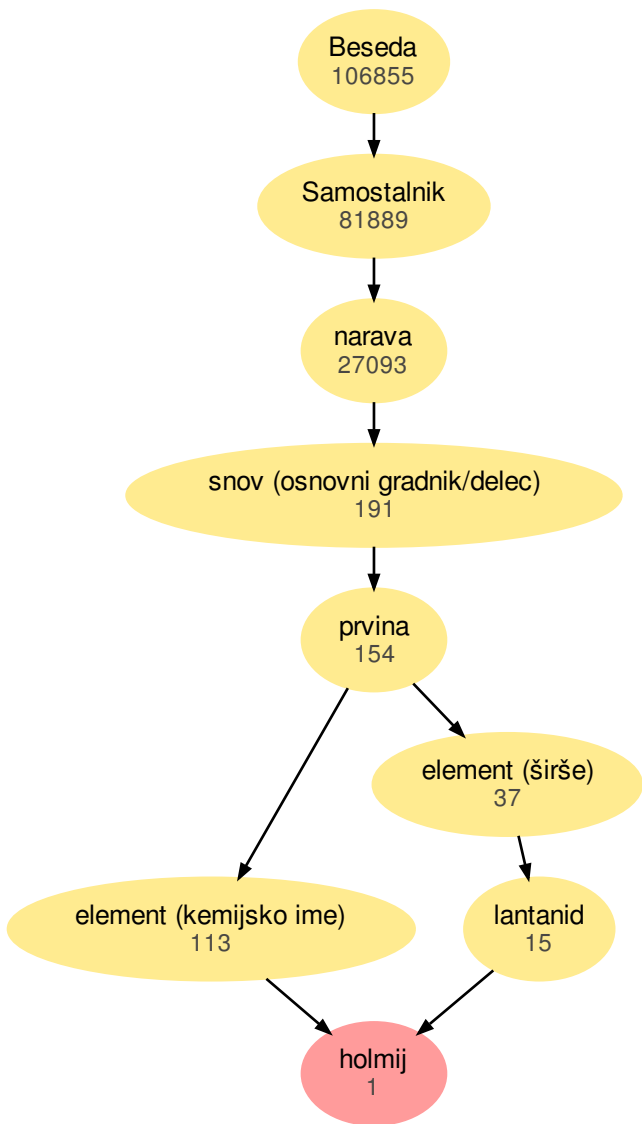 Beseda
106855
Samostalnik
81889
narava
27093
snov (osnovni gradnik/delec)
191
prvina
154
element (širše)
37
element (kemijsko ime)
113
lantanid
15
holmij
1